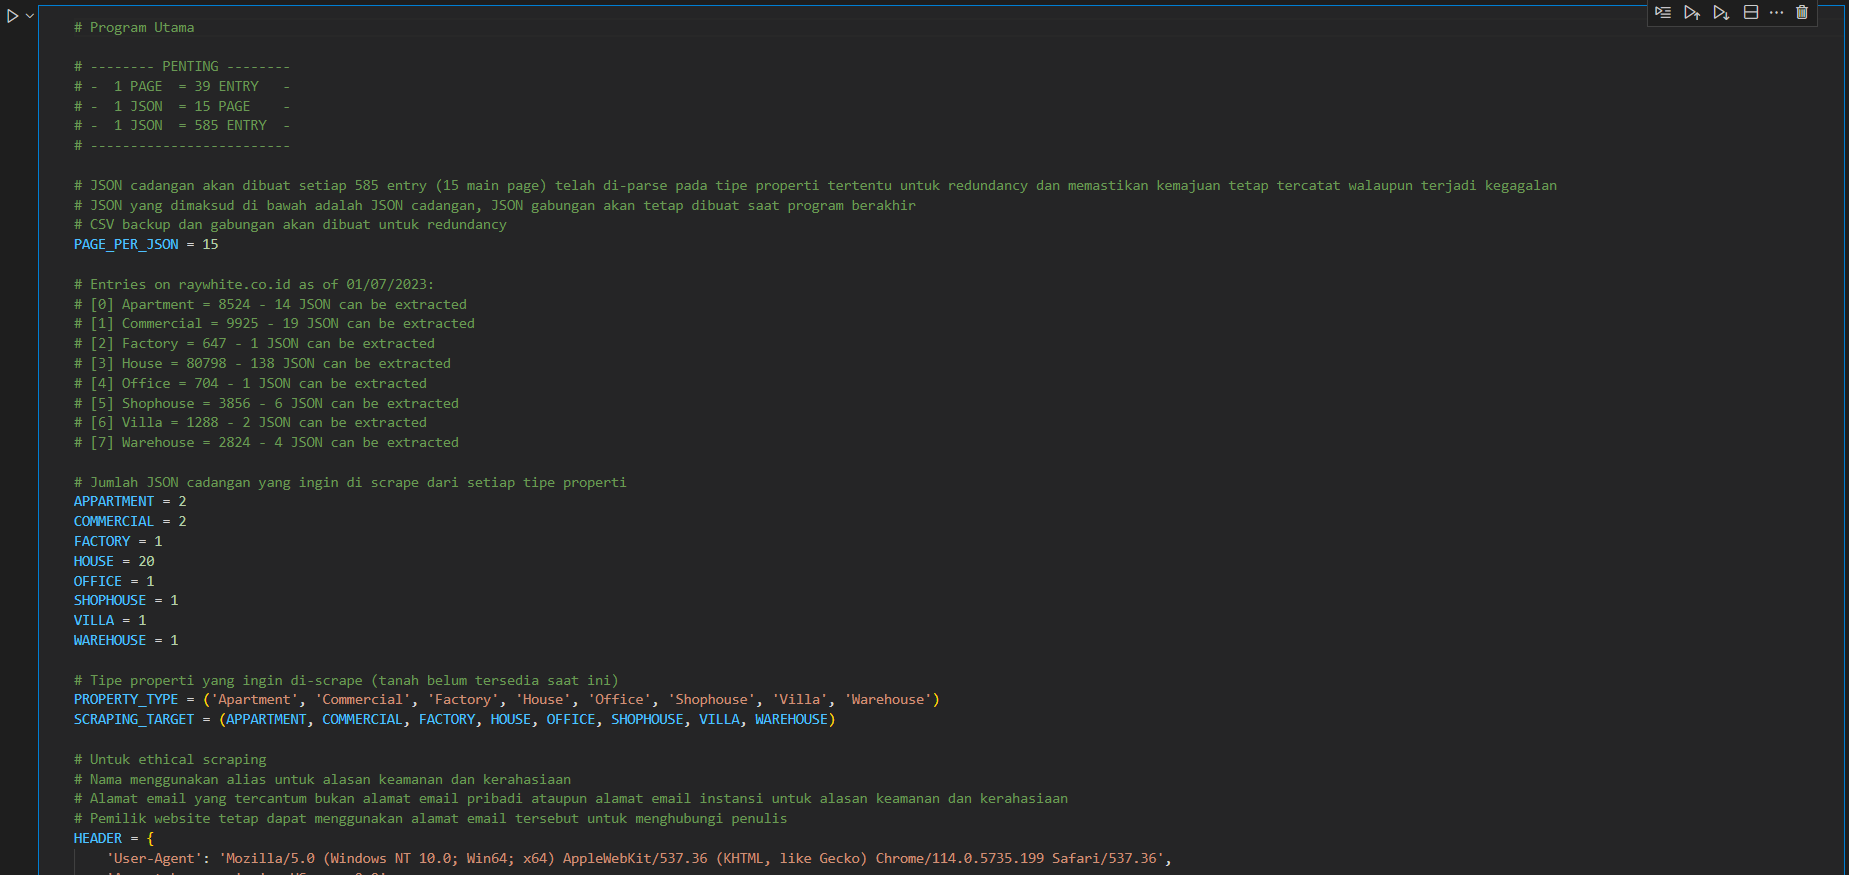 # Program Utama
# -------- PENTING --------
# -  1 PAGE  = 39 ENTRY   -
# -  1 JSON  = 15 PAGE    -
# -  1 JSON  = 585 ENTRY  -
# -------------------------
# JSON cadangan akan dibuat setiap 585 entry (15 main page) telah di-parse pada tipe properti tertentu untuk redundancy dan memastikan kemajuan tetap tercatat walaupun terjadi kegagalan
# JSON yang dimaksud di bawah adalah JSON cadangan, JSON gabungan akan tetap dibuat saat program berakhir
# CSV backup dan gabungan akan dibuat untuk redundancy
PAGE_PER_JSON = 15
# Entries on raywhite.co.id as of 01/07/2023:
# [0] Apartment = 8524 - 14 JSON can be extracted
# [1] Commercial = 9925 - 19 JSON can be extracted
# [2] Factory = 647 - 1 JSON can be extracted
# [3] House = 80798 - 138 JSON can be extracted
# [4] Office = 704 - 1 JSON can be extracted
# [5] Shophouse = 3856 - 6 JSON can be extracted
# [6] Villa = 1288 - 2 JSON can be extracted
# [7] Warehouse = 2824 - 4 JSON can be extracted
# Jumlah JSON cadangan yang ingin di scrape dari setiap tipe properti
APPARTMENT = 2
COMMERCIAL = 2
FACTORY = 1
HOUSE = 20
OFFICE = 1
SHOPHOUSE = 1
VILLA = 1
WAREHOUSE = 1
# Tipe properti yang ingin di-scrape (tanah belum tersedia saat ini)
PROPERTY_TYPE = ('Apartment', 'Commercial', 'Factory', 'House', 'Office', 'Shophouse', 'Villa', 'Warehouse')
SCRAPING_TARGET = (APPARTMENT, COMMERCIAL, FACTORY, HOUSE, OFFICE, SHOPHOUSE, VILLA, WAREHOUSE)
# Untuk ethical scraping
# Nama menggunakan alias untuk alasan keamanan dan kerahasiaan
# Alamat email yang tercantum bukan alamat email pribadi ataupun alamat email instansi untuk alasan keamanan dan kerahasiaan
# Pemilik website tetap dapat menggunakan alamat email tersebut untuk menghubungi penulis
HEADER = {
'User-Agent': 'Mozilla/5.0 (Windows NT 10.0; Win64; x64) AppleWebKit/537.36 (KHTML, like Gecko) Chrome/114.0.5735.199 Safari/537.36',